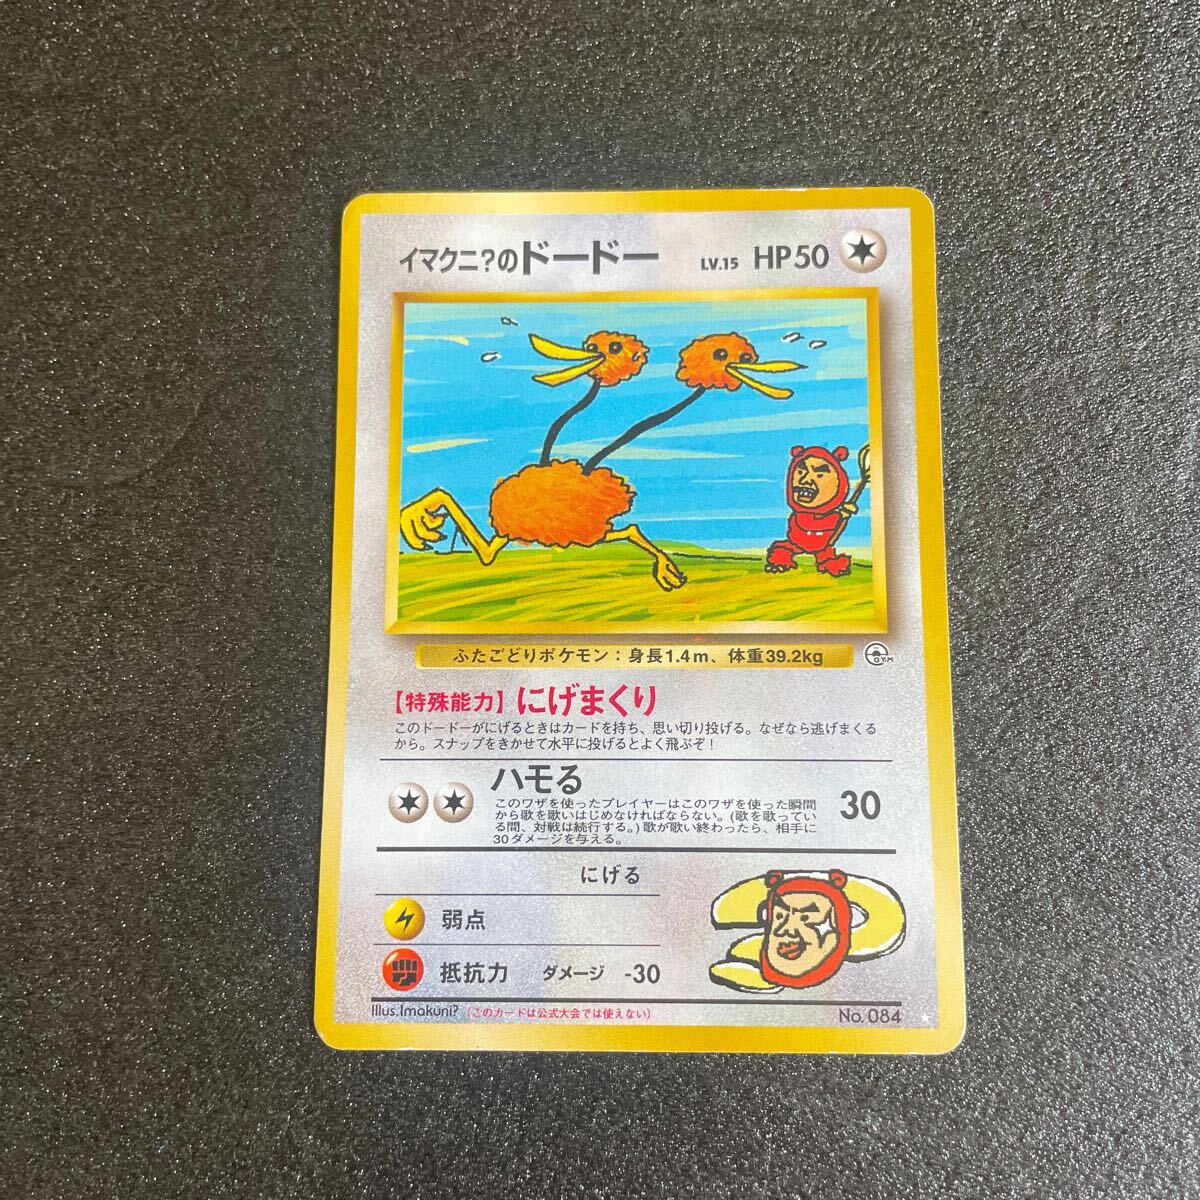 イマクニ?のドードー LV.15 HP50
ふたごどりポケモン：身長1.4m、体重39.2kg
GYM
【特殊能力】にげまくり
このドードーがにげるときはカードを持ち、思い切り投げる。なぜなら逃げまくる
から。スナップをきかせて水平に投げるとよく飛ぶぞ！
ハモる
このワザを使ったプレイヤーはこのワザを使った瞬間
から歌を歌いはじめなければならない。(歌を歌ってい
る間、対戦は続行する。)歌が歌い終わったら、相手に
30ダメージを与える。
30
にげる
弱点
抵抗力 ダメージ -30
Illus.Imakuni? (このカードは公式大会では使えない) No. 084